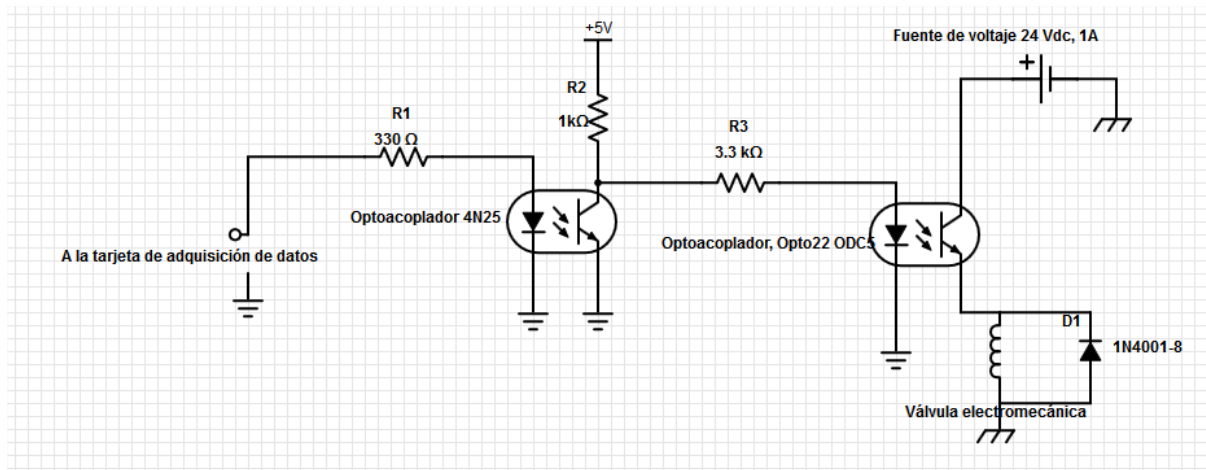 +5V
Fuente de voltaje 24 Vdc, 1A
+
R2
1kΩ
R1
330 Ω
R3
3.3 kΩ
Optoacoplador 4N25
Optoacoplador, Opto22 ODC5
A la tarjeta de adquisición de datos
D1
1N4001-8
Válvula electromecánica